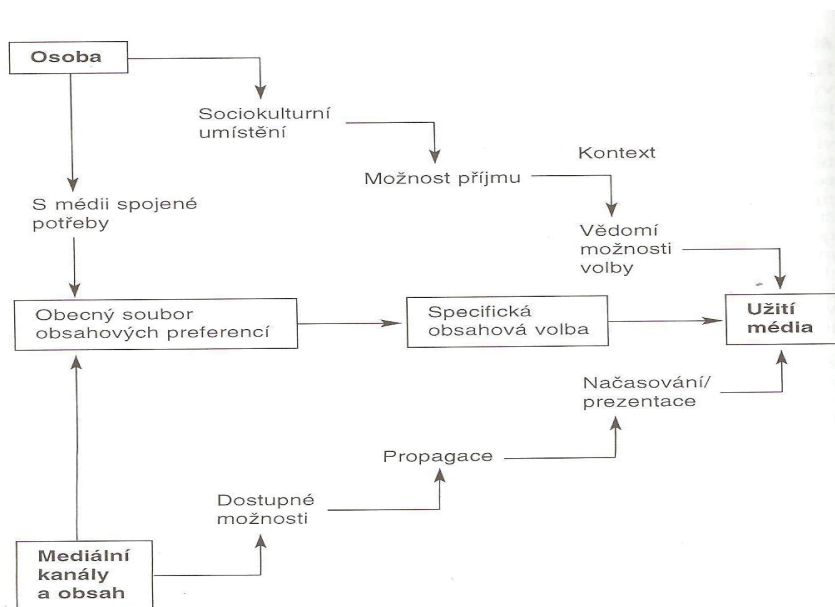 Osoba
Sociokulturní
umístění
Kontext
Možnost příjmu
S médii spojené
potřeby
Vědomí
možnosti
volby
Obecný soubor
obsahových preferencí
Specifická
obsahová volba
Užití
média
Načasování/
prezentace
Propagace
Dostupné
možnosti
Mediální
kanály
a obsah